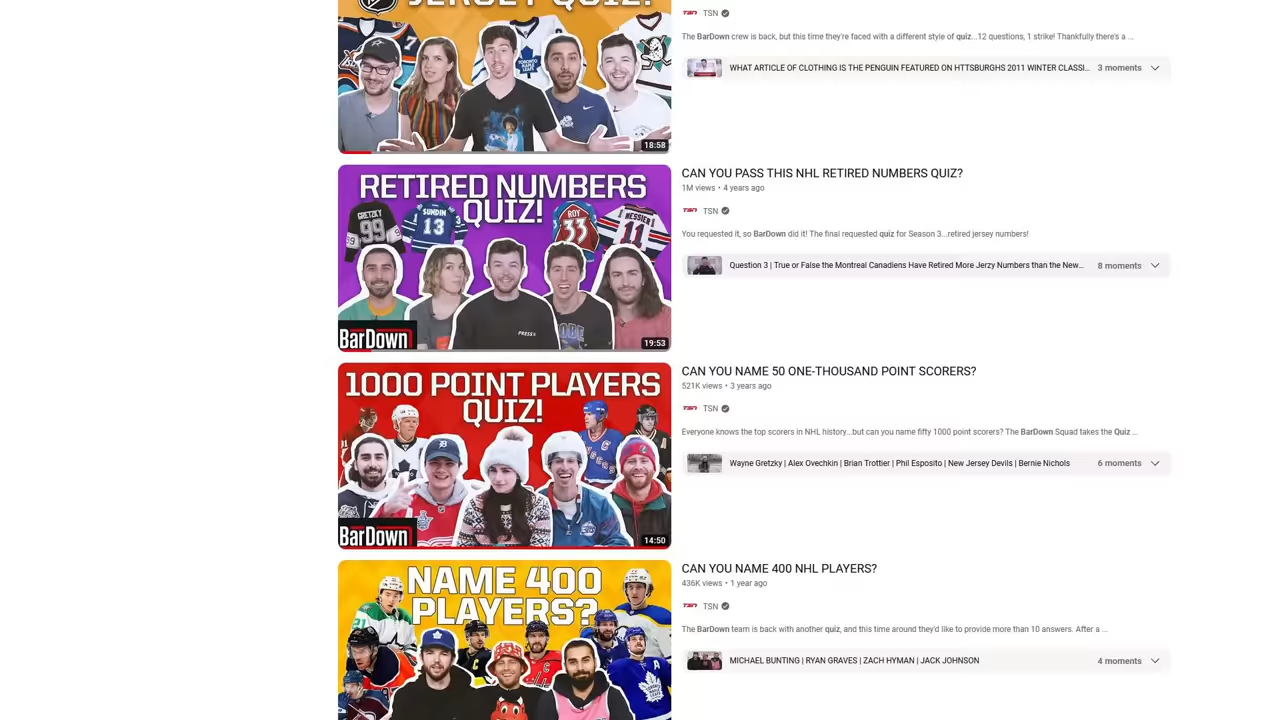 JERSEY QUIZ!
7
TORONTO
MAPLE
LEAFS
18:58
TSN TSN
The BarDown crew is back, but this time they're faced with a different style of quiz...12 questions, 1 strike! Thankfully there's a ...
WHAT ARTICLE OF CLOTHING IS THE PENGUIN FEATURED ON HTTSBURGHS 2011 WINTER CLASSI... 3 moments
RETIRED NUMBERS
QUIZ!
GRETZKY
99
99
SUNDIN
13
ROY
33
MESSIER
11
PRESS
BarDown
19:53
CAN YOU PASS THIS NHL RETIRED NUMBERS QUIZ?
1M views • 4 years ago
TSN TSN
You requested it, so BarDown did it! The final requested quiz for Season 3...retired jersey numbers!
Question 3 | True or False the Montreal Canadiens Have Retired More Jerzy Numbers than the New... 8 moments
1000 POINT PLAYERS
QUIZ!
BarDown
14:50
CAN YOU NAME 50 ONE-THOUSAND POINT SCORERS?
521K views • 3 years ago
TSN TSN
Everyone knows the top scorers in NHL history...but can you name fifty 1000 point scorers? The BarDown Squad takes the Quiz ...
Wayne Gretzky | Alex Ovechkin | Brian Trottier | Phil Esposito | New Jersey Devils | Bernie Nichols 6 moments
NAME 400
PLAYERS?
21
CAN YOU NAME 400 NHL PLAYERS?
436K views • 1 year ago
TSN TSN
The BarDown team is back with another quiz, and this time around they'd like to provide more than 10 answers. After a ...
MICHAEL BUNTING | RYAN GRAVES | ZACH HYMAN | JACK JOHNSON 4 moments